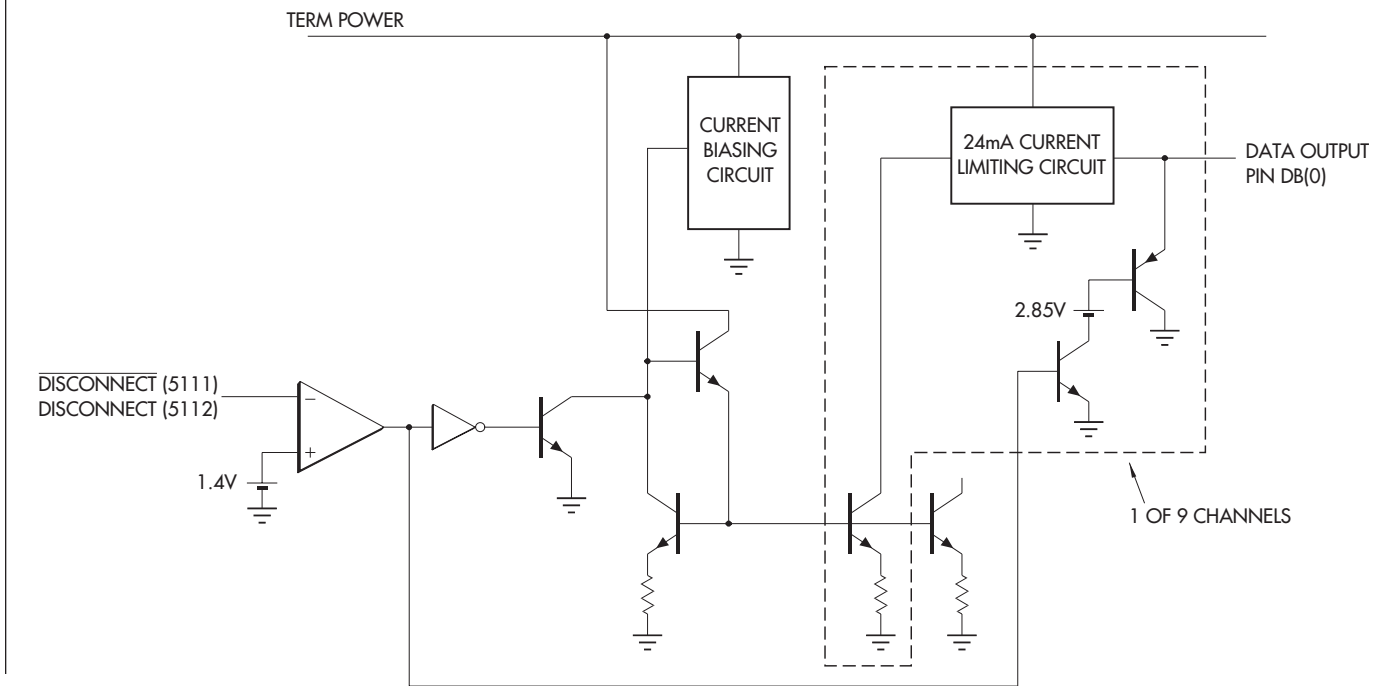 TERM POWER
CURRENT
BIASING
CIRCUIT
24mA CURRENT
LIMITING CIRCUIT
DATA OUTPUT
PIN DB(0)
2.85V
DISCONNECT (5111)
DISCONNECT (5112)
−
+
1.4V
1 OF 9 CHANNELS